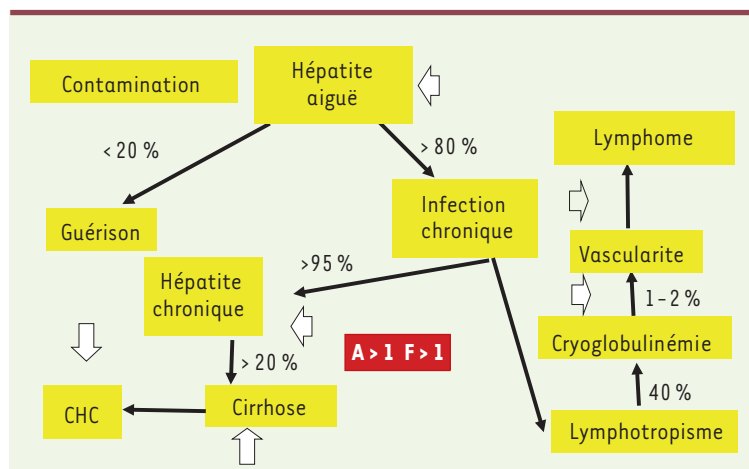 Contamination
Hépatite
aiguë
< 20 %
> 80 %
Lymphome
Guérison
Infection
chronique
Vascularite
Hépatite
chronique
>95 %
1-2 %
A > 1 F > 1
Cryoglobulinémie
> 20 %
40 %
CHC
Cirrhose
Lymphotropisme